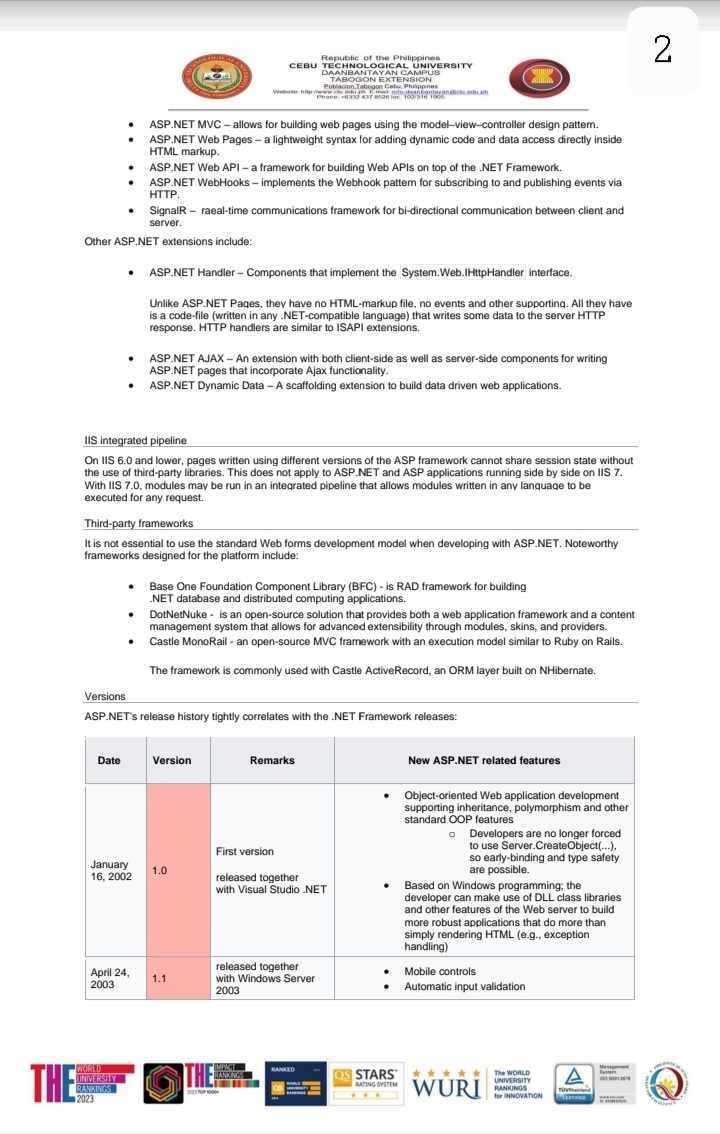 2
Republic of the Philippines
CEBU TECHNOLOGICAL UNIVERSITY
DAANBANTAYAN CAMPUS
TABOGON EXTENSION
Poblacion,Tabogon Cebu, Philippines
• ASP.NET MVC – allows for building web pages using the model–view–controller design pattern.
• ASP.NET Web Pages – a lightweight syntax for adding dynamic code and data access directly inside
HTML markup.
• ASP.NET Web API – a framework for building Web APIs on top of the .NET Framework.
• ASP.NET WebHooks – implements the Webhook pattern for subscribing to and publishing events via
HTTP.
• SignalR – raeal-time communications framework for bi-directional communication between client and
server.
Other ASP.NET extensions include:
• ASP.NET Handler – Components that implement the System.Web.IHttpHandler interface.
Unlike ASP.NET Pages, they have no HTML-markup file, no events and other supporting. All they have
is a code-file (written in any .NET-compatible language) that writes some data to the server HTTP
response. HTTP handlers are similar to ISAPI extensions.
• ASP.NET AJAX – An extension with both client-side as well as server-side components for writing
ASP.NET pages that incorporate Ajax functionality.
• ASP.NET Dynamic Data – A scaffolding extension to build data driven web applications.
IIS integrated pipeline
On IIS 6.0 and lower, pages written using different versions of the ASP framework cannot share session state without
the use of third-party libraries. This does not apply to ASP.NET and ASP applications running side by side on IIS 7.
With IIS 7.0, modules may be run in an integrated pipeline that allows modules written in any language to be
executed for any request.
Third-party frameworks
It is not essential to use the standard Web forms development model when developing with ASP.NET. Noteworthy
frameworks designed for the platform include:
• Base One Foundation Component Library (BFC) - is RAD framework for building
.NET database and distributed computing applications.
• DotNetNuke - is an open-source solution that provides both a web application framework and a content
management system that allows for advanced extensibility through modules, skins, and providers.
• Castle MonoRail - an open-source MVC framework with an execution model similar to Ruby on Rails.
The framework is commonly used with Castle ActiveRecord, an ORM layer built on NHibernate.
Versions
ASP.NET's release history tightly correlates with the .NET Framework releases:
Date Version Remarks New ASP.NET related features
January
16, 2002
1.0
First version
released together
with Visual Studio .NET
• Object-oriented Web application development
supporting inheritance, polymorphism and other
standard OOP features
o Developers are no longer forced
to use Server.CreateObject(...),
so early-binding and type safety
are possible.
• Based on Windows programming; the
developer can make use of DLL class libraries
and other features of the Web server to build
more robust applications that do more than
simply rendering HTML (e.g., exception
handling)
April 24,
2003
1.1
released together
with Windows Server
2003
• Mobile controls
• Automatic input validation
THE WORLD
UNIVERSITY
RANKINGS
2023
THE IMPACT
RANKINGS
RANKED
QS WORLD
UNIVERSITY
RANKINGS
QS STARS
RATING SYSTEM
WURI
The WORLD
UNIVERSITY
RANKINGS
for INNOVATION
TÜVRheinland
CERTIFIED
Management
System